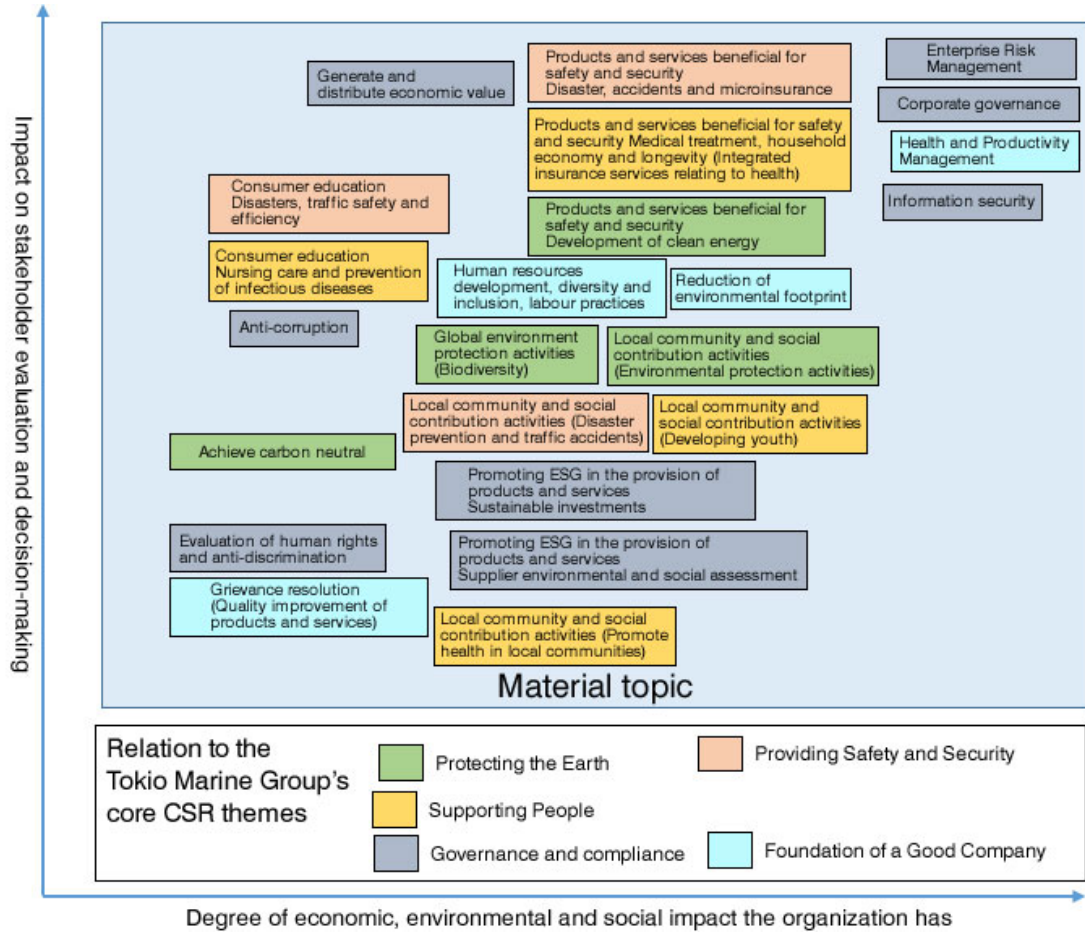 Impact on stakeholder evaluation and decision-making
Generate and
distribute economic value
Products and services beneficial for
safety and security
Disaster, accidents and microinsurance
Enterprise Risk
Management
Corporate governance
Products and services beneficial for safety
and security Medical treatment, household
economy and longevity (Integrated
insurance services relating to health)
Health and Productivity
Management
Consumer education
Disasters, traffic safety and
efficiency
Information security
Products and services beneficial for
safety and security
Development of clean energy
Consumer education
Nursing care and prevention
of infectious diseases
Human resources
development, diversity and
inclusion, labour practices
Reduction of
environmental footprint
Anti-corruption
Global environment
protection activities
(Biodiversity)
Local community and social
contribution activities
(Environmental protection activities)
Local community and social
contribution activities (Disaster
prevention and traffic accidents)
Local community and
social contribution activities
(Developing youth)
Achieve carbon neutral
Promoting ESG in the provision of
products and services
Sustainable investments
Evaluation of human rights
and anti-discrimination
Promoting ESG in the provision of
products and services
Supplier environmental and social assessment
Grievance resolution
(Quality improvement of
products and services)
Local community and social
contribution activities (Promote
health in local communities)
Material topic
Relation to the
Tokio Marine Group's
core CSR themes
Protecting the Earth
Providing Safety and Security
Supporting People
Governance and compliance
Foundation of a Good Company
Degree of economic, environmental and social impact the organization has